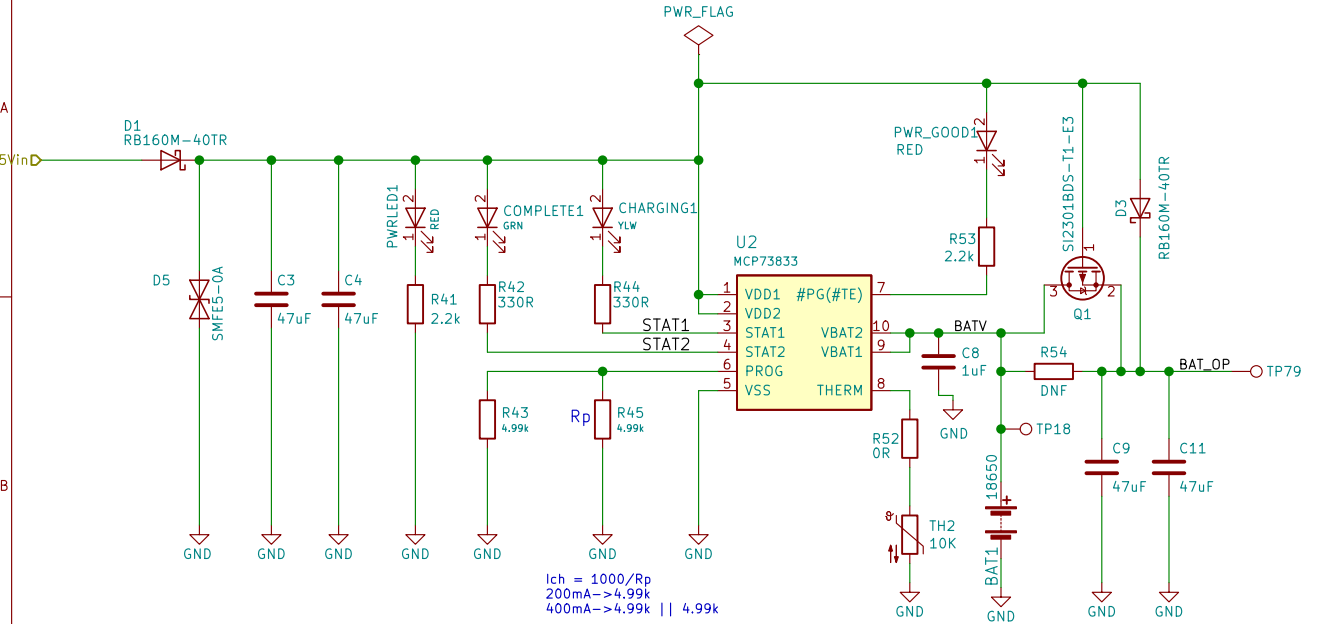 PWR_FLAG
A
D1
RB160M-40TR
5Vin
PWR_GOOD1
RED
2
1
SI2301BDS-T1-E3
D3
RB160M-40TR
PWRLED1
RED
2
1
COMPLETE1
GRN
2
1
CHARGING1
YLW
2
1
R53
2.2k
U2
MCP73833
1
3
2
Q1
D5
SMFE5-0A
C3
47uF
C4
47uF
R41
2.2k
R42
330R
R44
330R
STAT1
STAT2
1
2
3
4
6
5
VDD1
VDD2
STAT1
STAT2
PROG
VSS
#PG(#TE)
VBAT2
VBAT1
THERM
7
10
9
8
BATV
C8
1uF
GND
R54
DNF
BAT_OP
TP79
TP18
R43
4.99k
Rp
R45
4.99k
R52
0R
18650
+
BAT1
C9
47uF
C11
47uF
B
TH2
10K
ϑ
GND
GND
GND
GND
GND
GND
GND
GND
GND
GND
GND
Ich = 1000/Rp
200mA->4.99k
400mA->4.99k || 4.99k